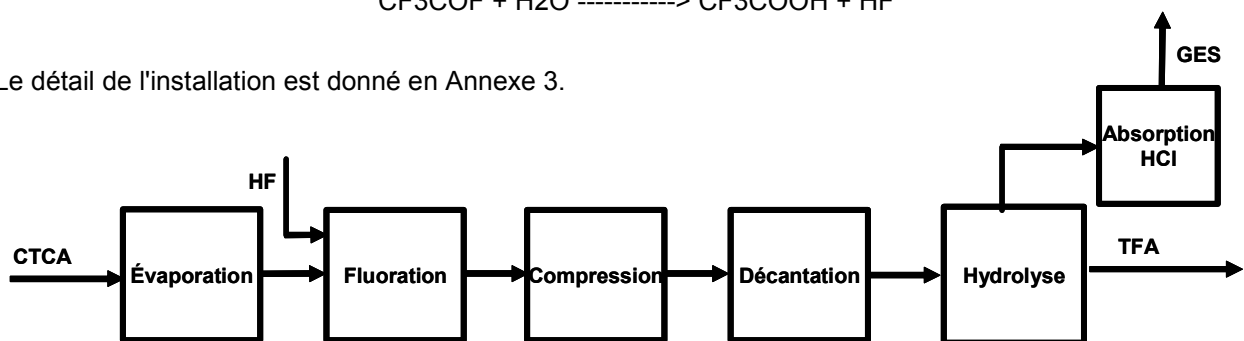 CF3COF + H2O ------------> CF3COOH + HF
Le détail de l'installation est donné en Annexe 3.
GES
Absorption
HCl
HF
CTCA
Évaporation
Fluoration
Compression
Décantation
Hydrolyse
TFA